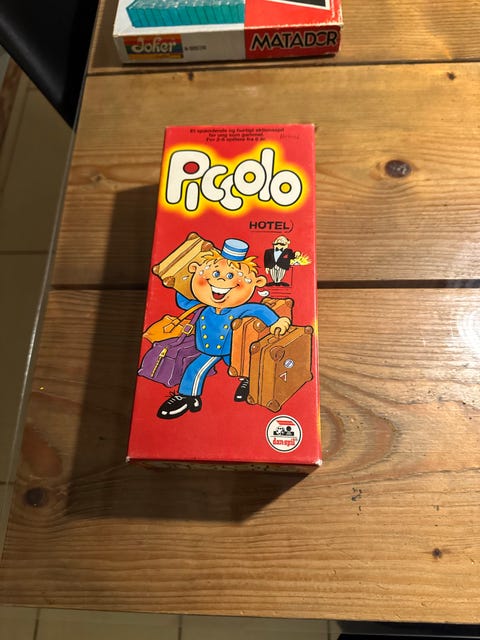 Joker
MATADOR
Et spændende og hurtigt aktionsspil
for ung som gammel.
For 2-6 spillere fra 6 år.
Piccolo
HOTEL
danspil